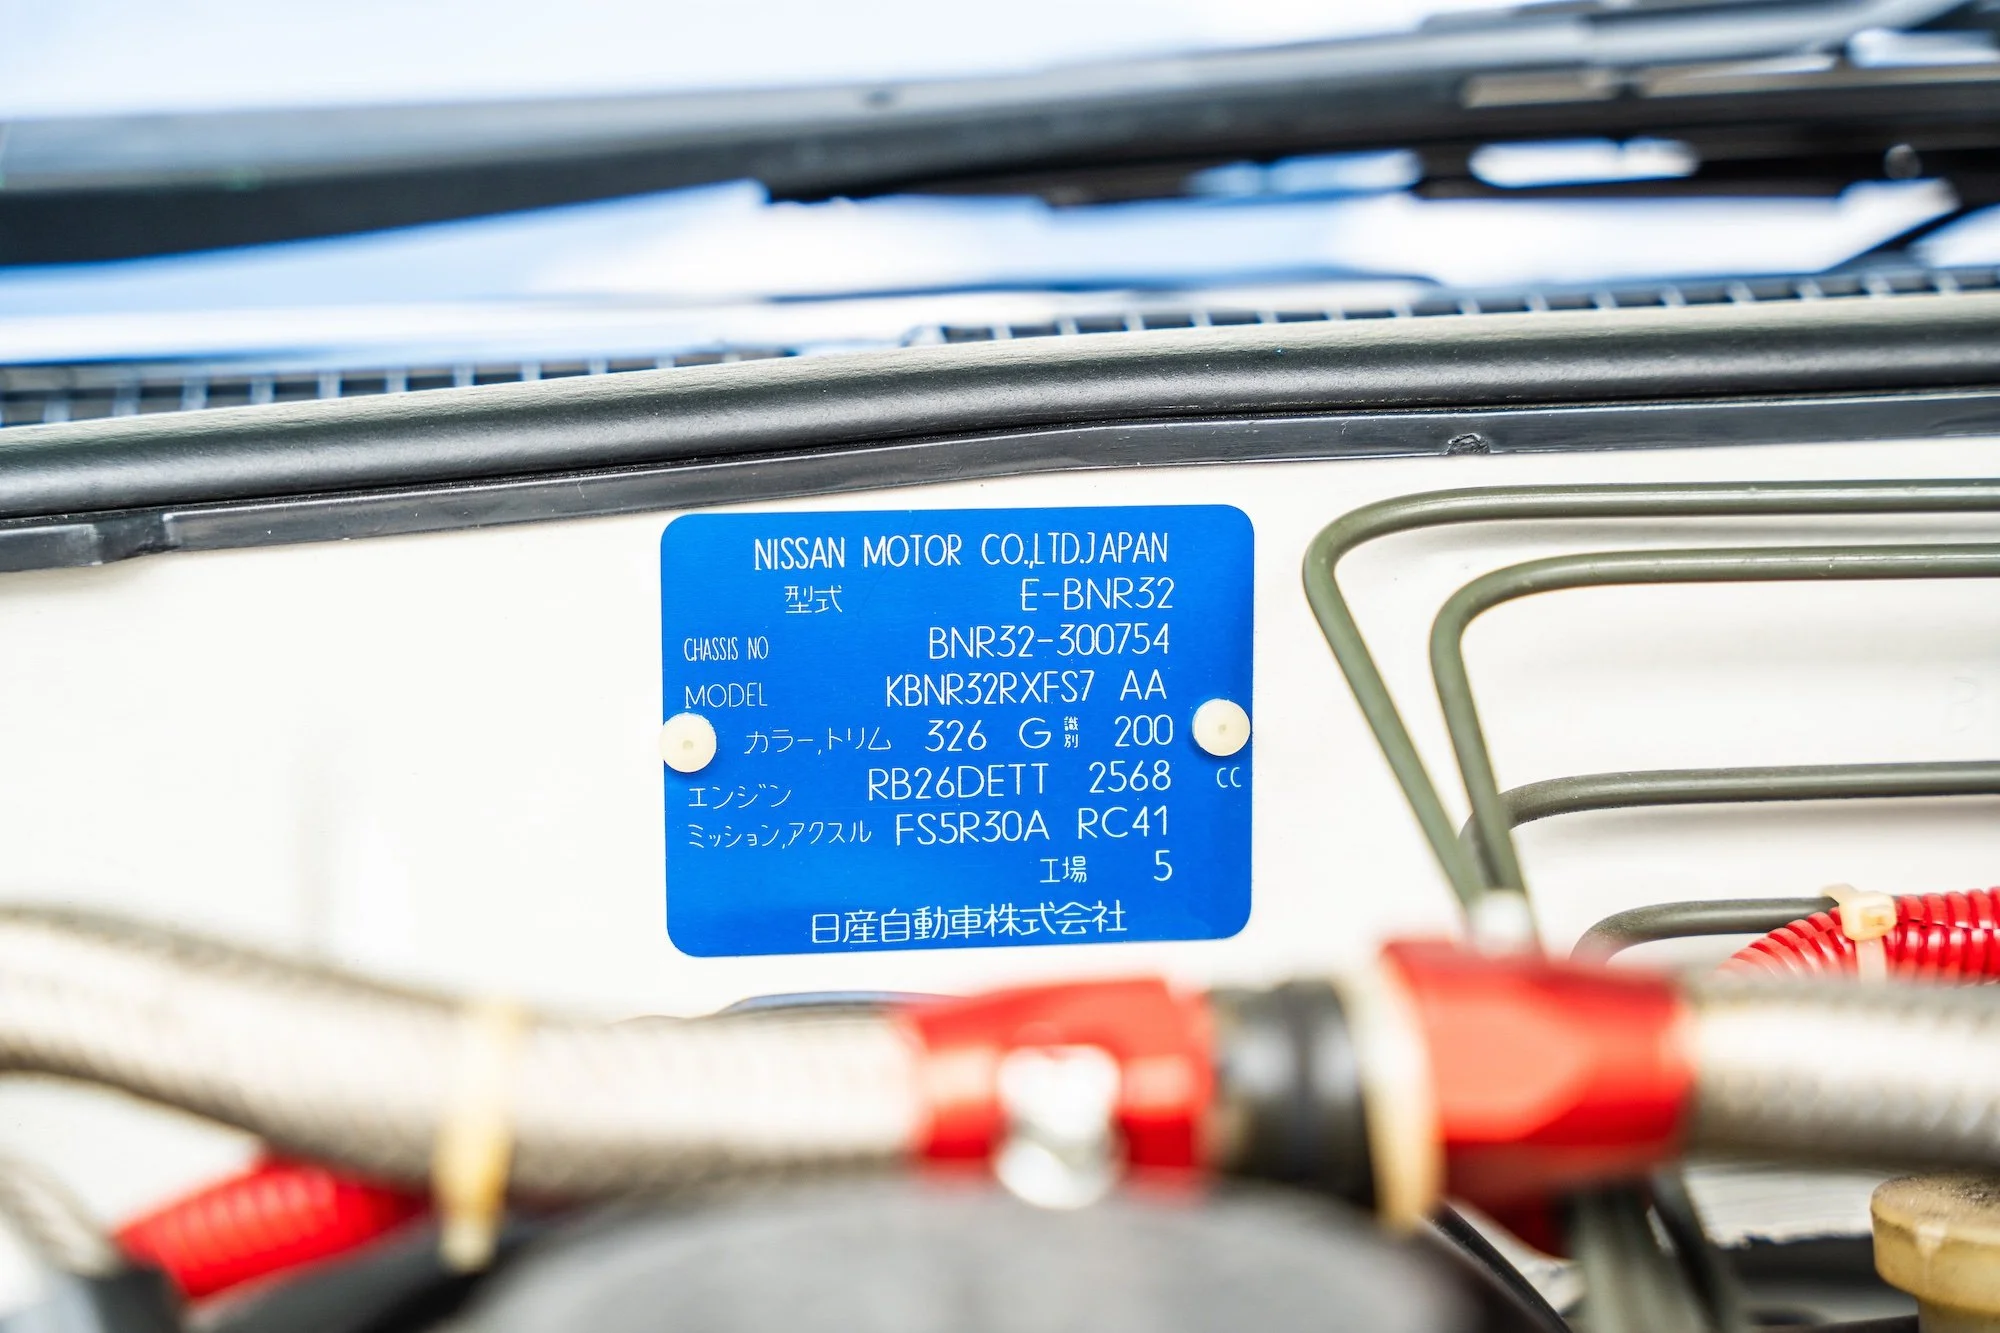 NISSAN MOTOR CO.,LTD.JAPAN
型式 E-BNR32
CHASSIS NO BNR32-300754
MODEL KBNR32RXFS7 AA
カラー,トリム 326 G 識別 200
エンジン RB26DETT 2568 CC
ミッション,アクスル FS5R30A RC41
工場 5
日産自動車株式会社